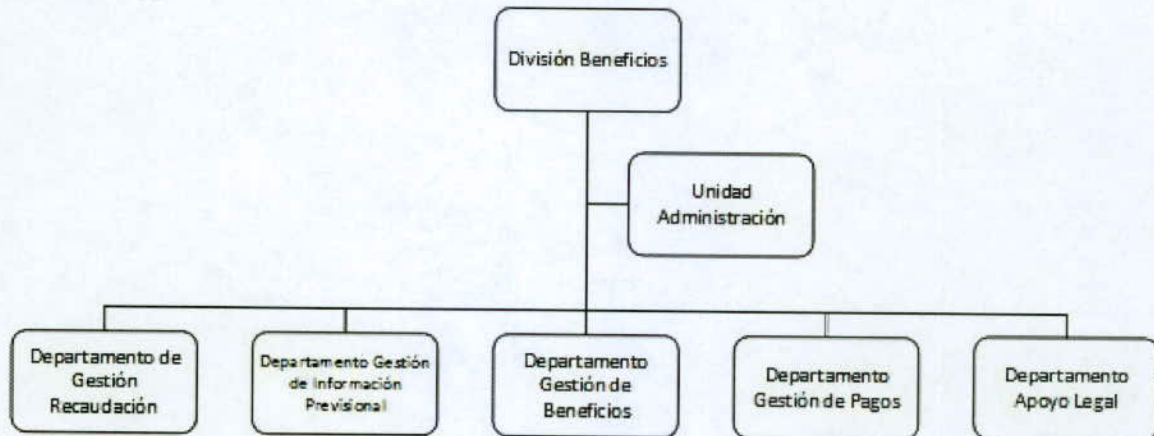 División Beneficios
Unidad
Administración
Departamento de
Gestión
Recaudación
Departamento Gestión
de Información
Previsional
Departamento
Gestión de
Beneficios
Departamento
Gestión de Pagos
Departamento
Apoyo Legal